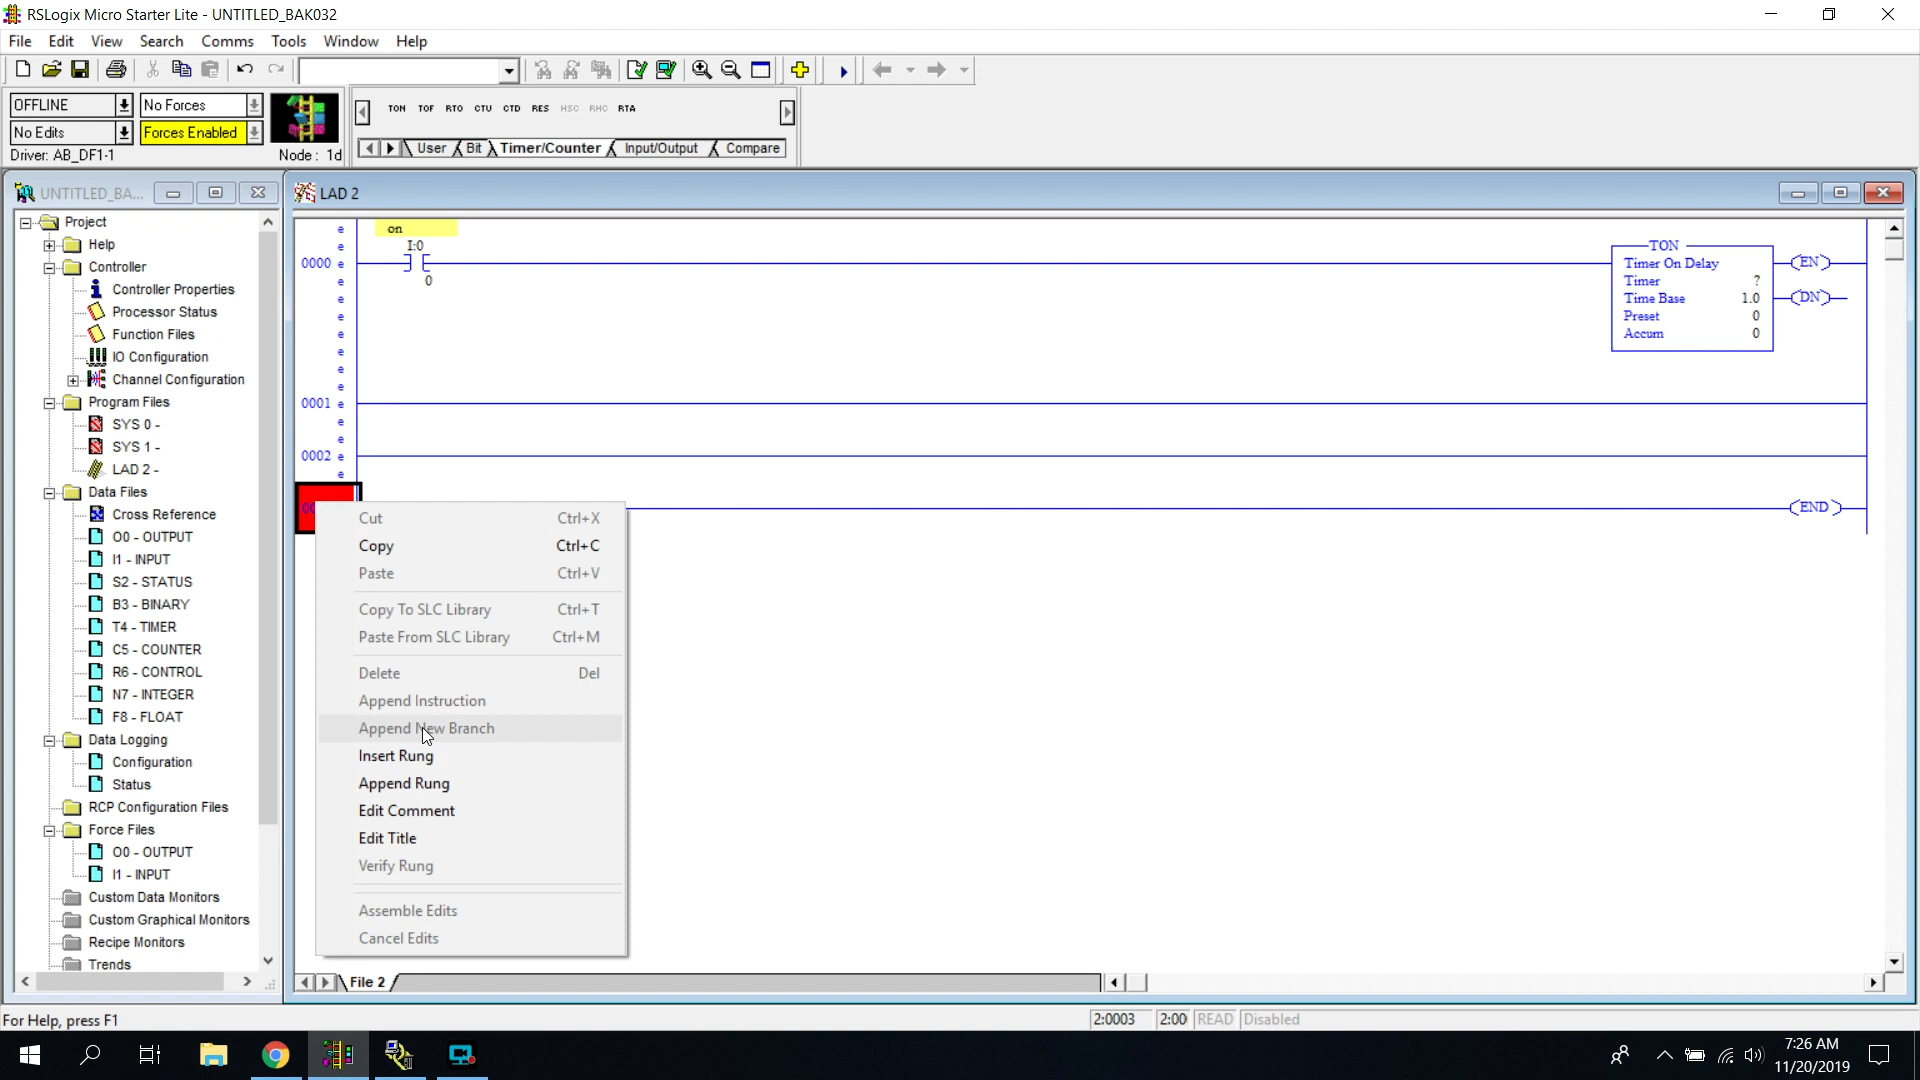 RSLogix Micro Starter Lite - UNTITLED_BAK032
File Edit View Search Comms Tools Window Help
OFFLINE No Forces
No Edits Forces Enabled
Driver: AB_DF1-1 Node : 1d
TON TOF RTO CTU CTD RES HSC RHC RTA
User Bit Timer/Counter Input/Output Compare
UNTITLED_BA...
Project
Help
Controller
Controller Properties
Processor Status
Function Files
IO Configuration
Channel Configuration
Program Files
SYS 0 -
SYS 1 -
LAD 2 -
Data Files
Cross Reference
O0 - OUTPUT
I1 - INPUT
S2 - STATUS
B3 - BINARY
T4 - TIMER
C5 - COUNTER
R6 - CONTROL
N7 - INTEGER
F8 - FLOAT
Data Logging
Configuration
Status
RCP Configuration Files
Force Files
O0 - OUTPUT
I1 - INPUT
Custom Data Monitors
Custom Graphical Monitors
Recipe Monitors
Trends
LAD 2
e on
e I:0
0000 e
e 0
e
e
e
e
e
e
0001 e
e
e
0002 e
e
TON
Timer On Delay
Timer ?
Time Base 1.0
Preset 0
Accum 0
EN
DN
END
Cut Ctrl+X
Copy Ctrl+C
Paste Ctrl+V
Copy To SLC Library Ctrl+T
Paste From SLC Library Ctrl+M
Delete Del
Append Instruction
Append New Branch
Insert Rung
Append Rung
Edit Comment
Edit Title
Verify Rung
Assemble Edits
Cancel Edits
File 2
For Help, press F1
2:0003 2:00 READ Disabled
7:26 AM
11/20/2019